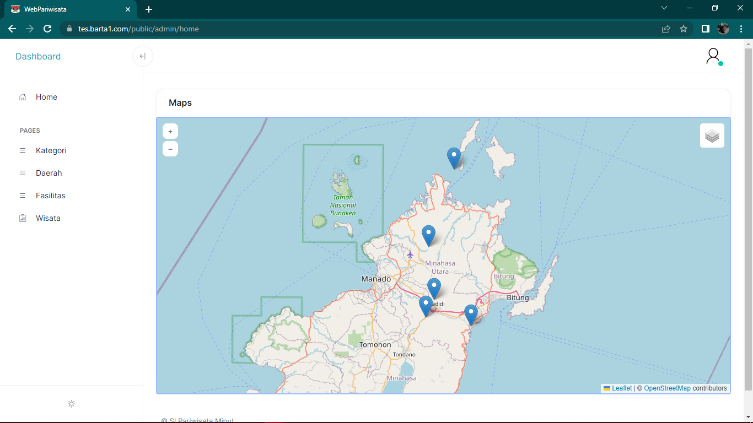 WebPariwisata
tes.barta1.com/public/admin/home
Dashboard
Home
PAGES
Kategori
Daerah
Fasilitas
Wisata
Maps
+
−
Taman
Nasional
Bunaken
Minahasa
Utara
Manado
Bitung
Bitung
Tomohon
Tondano
Minahasa
Leaflet | © OpenStreetMap contributors
© SI Pariwisata Minut